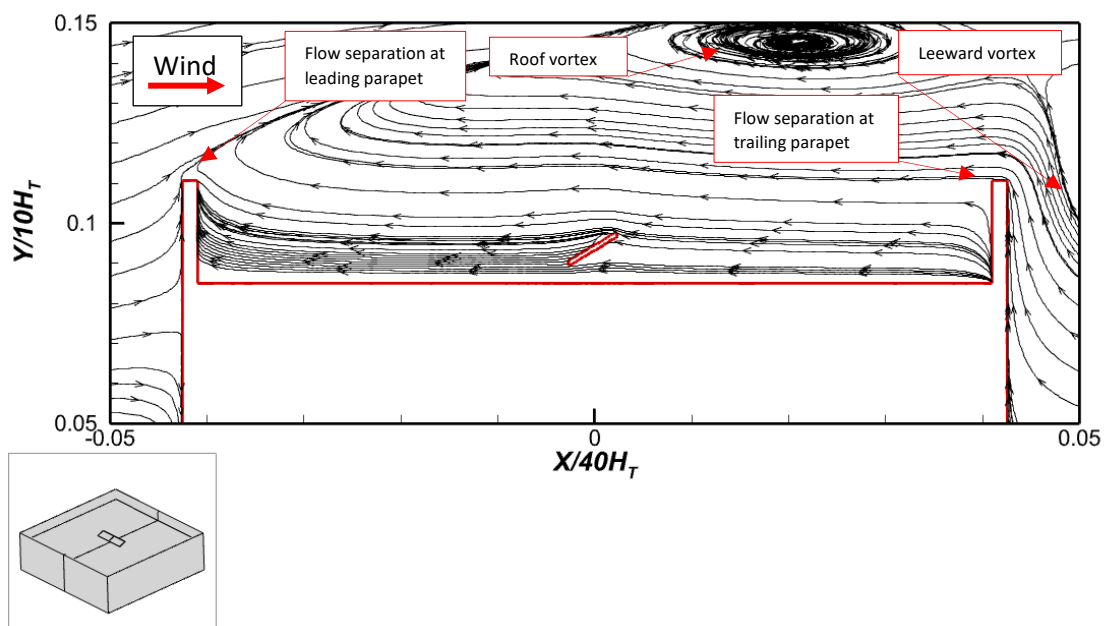 0.15
Wind
Flow separation at
leading parapet
Roof vortex
Leeward vortex
Flow separation at
trailing parapet
Y/10H_T
0.1
0.05
-0.05
0
0.05
X/40H_T